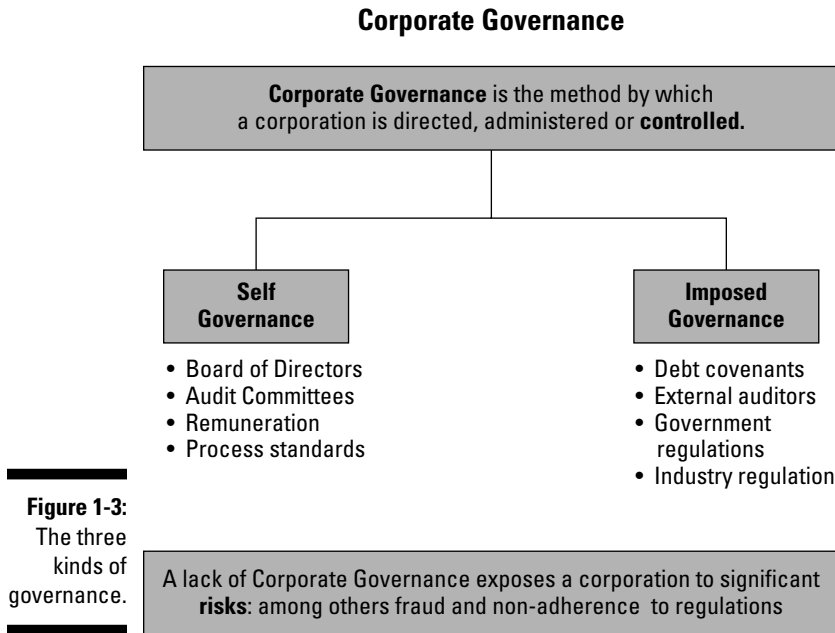 Corporate Governance
Corporate Governance is the method by which
a corporation is directed, administered or controlled.
Self
Governance
• Board of Directors
• Audit Committees
• Remuneration
• Process standards
Imposed
Governance
• Debt covenants
• External auditors
• Government
regulations
• Industry regulation
Figure 1-3:
The three
kinds of
governance.
A lack of Corporate Governance exposes a corporation to significant
risks: among others fraud and non-adherence to regulations